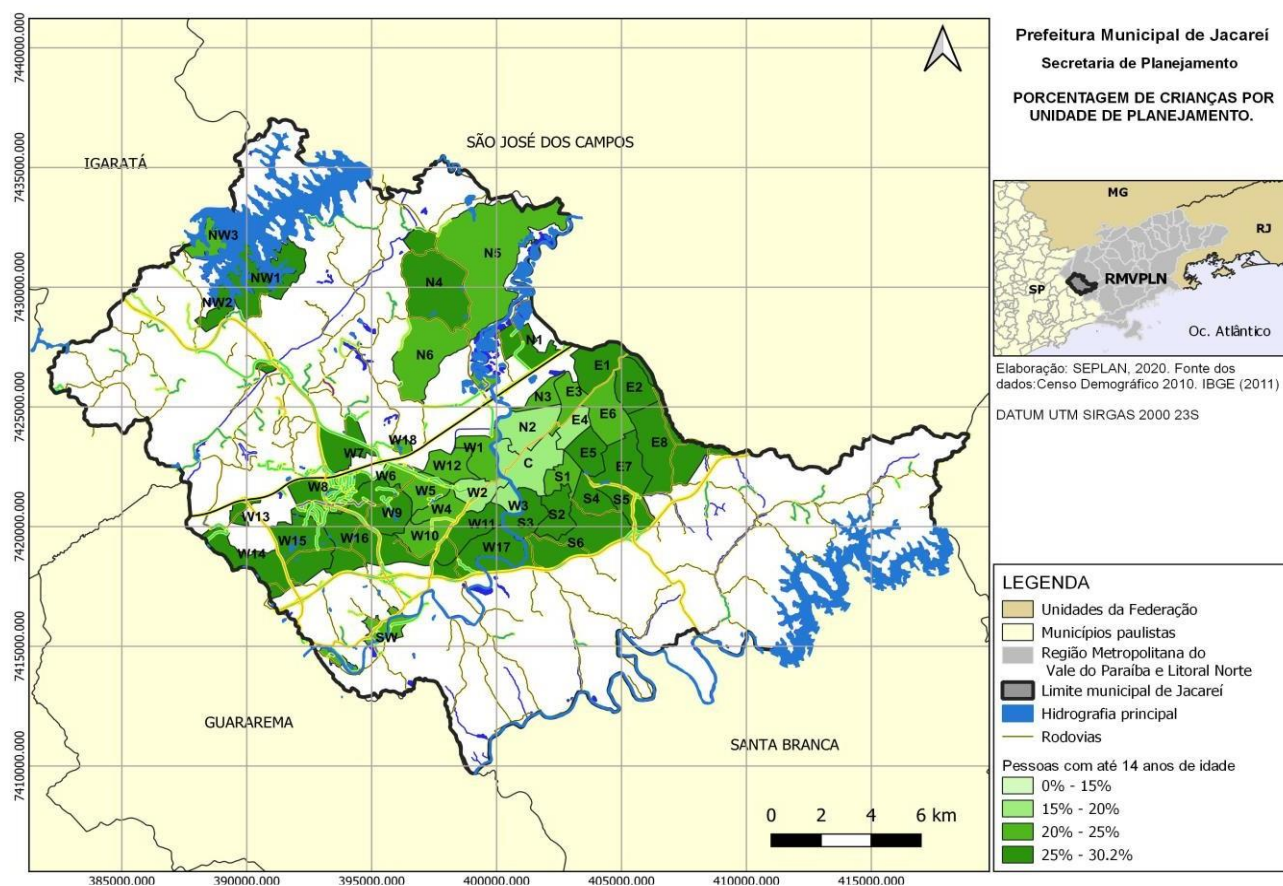 Prefeitura Municipal de Jacareí
Secretaria de Planejamento
PORCENTAGEM DE CRIANÇAS POR
UNIDADE DE PLANEJAMENTO.
MG
RJ
SP
RMVPLN
Oc. Atlântico
Elaboração: SEPLAN, 2020. Fonte dos
dados:Censo Demográfico 2010. IBGE (2011)
DATUM UTM SIRGAS 2000 23S
LEGENDA
Unidades da Federação
Municípios paulistas
Região Metropolitana do
Vale do Paraíba e Litoral Norte
Limite municipal de Jacareí
Hidrografia principal
Rodovias
Pessoas com até 14 anos de idade
0% - 15%
15% - 20%
20% - 25%
25% - 30.2%
SÃO JOSÉ DOS CAMPOS
IGARATÁ
GUARAREMA
SANTA BRANCA
NW3
NW1
NW2
N5
N4
N6
N1
E1
E2
E3
N3
E6
E4
N2
E8
E5
E7
C
W18
W7
W1
W12
W6
W8
W5
W2
S1
W3
S4
S5
W13
W9
W4
W11
S3
S2
W10
W14
W15
W16
W17
S6
SW
0 2 4 6 km
7440000.000
7435000.000
7430000.000
7425000.000
7420000.000
7415000.000
7410000.000
385000.000
390000.000
395000.000
400000.000
405000.000
410000.000
415000.000